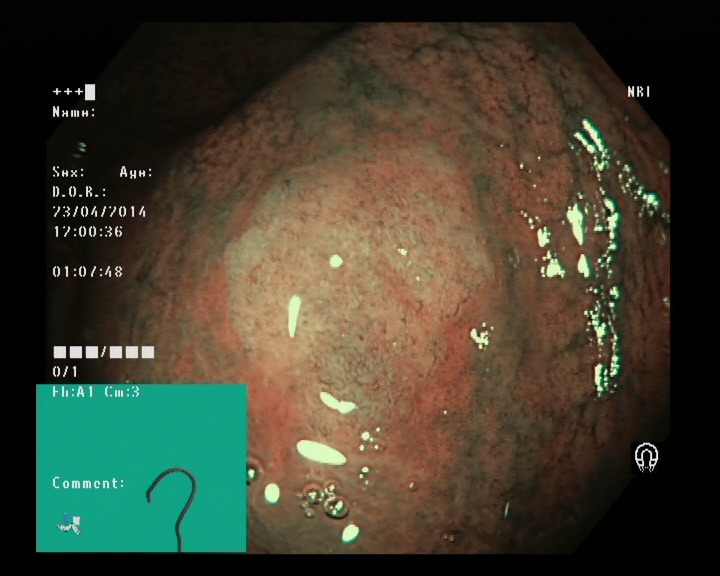 +++
NBI
Name:
Sex: Age:
D.O.B.:
23/04/2014
12:00:36
01:07:48
■■■/■■■
0/1
Eh:A1 Cm:3
Comment: